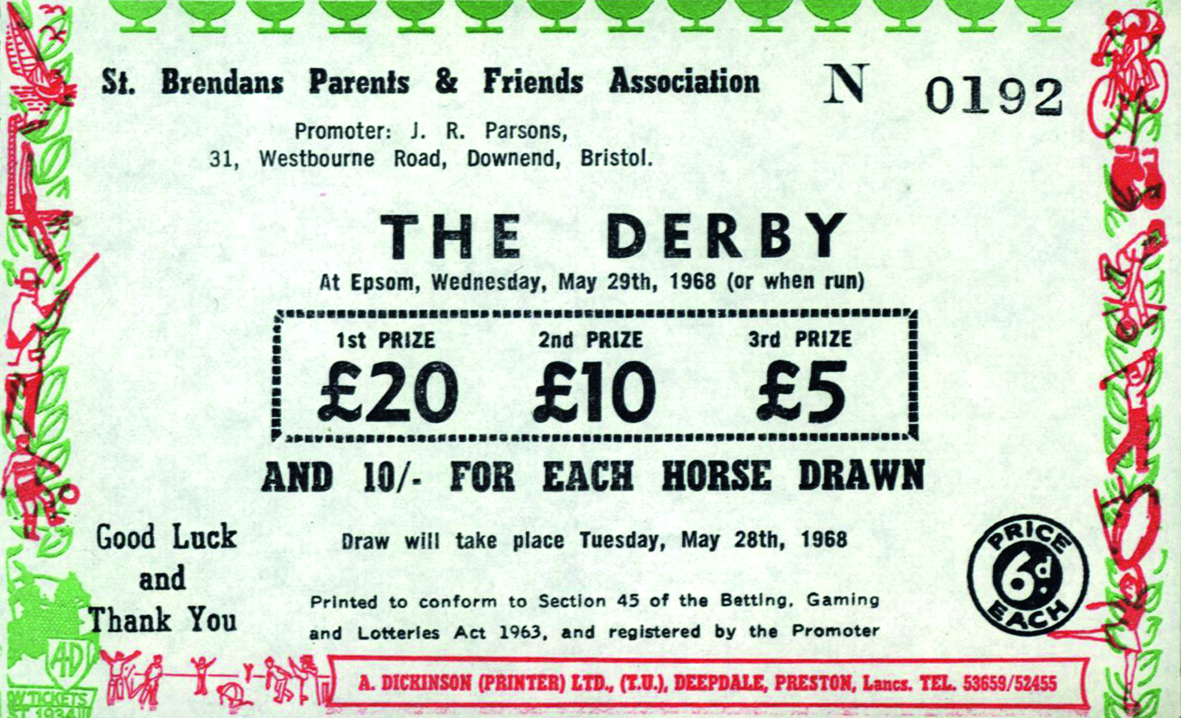 St. Brendans Parents & Friends Association N 0192
Promoter: J. R. Parsons,
31, Westbourne Road, Downend, Bristol.
THE DERBY
At Epsom, Wednesday, May 29th, 1968 (or when run)
1st PRIZE 2nd PRIZE 3rd PRIZE
£20 £10 £5
AND 10/- FOR EACH HORSE DRAWN
Good Luck
and
Thank You
Draw will take place Tuesday, May 28th, 1968
Printed to conform to Section 45 of the Betting, Gaming
and Lotteries Act 1963, and registered by the Promoter
PRICE
6d
EACH
AD
TICKETS
1934
A. DICKINSON (PRINTER) LTD., (T.U.), DEEPDALE, PRESTON, Lancs. TEL. 53659/52455